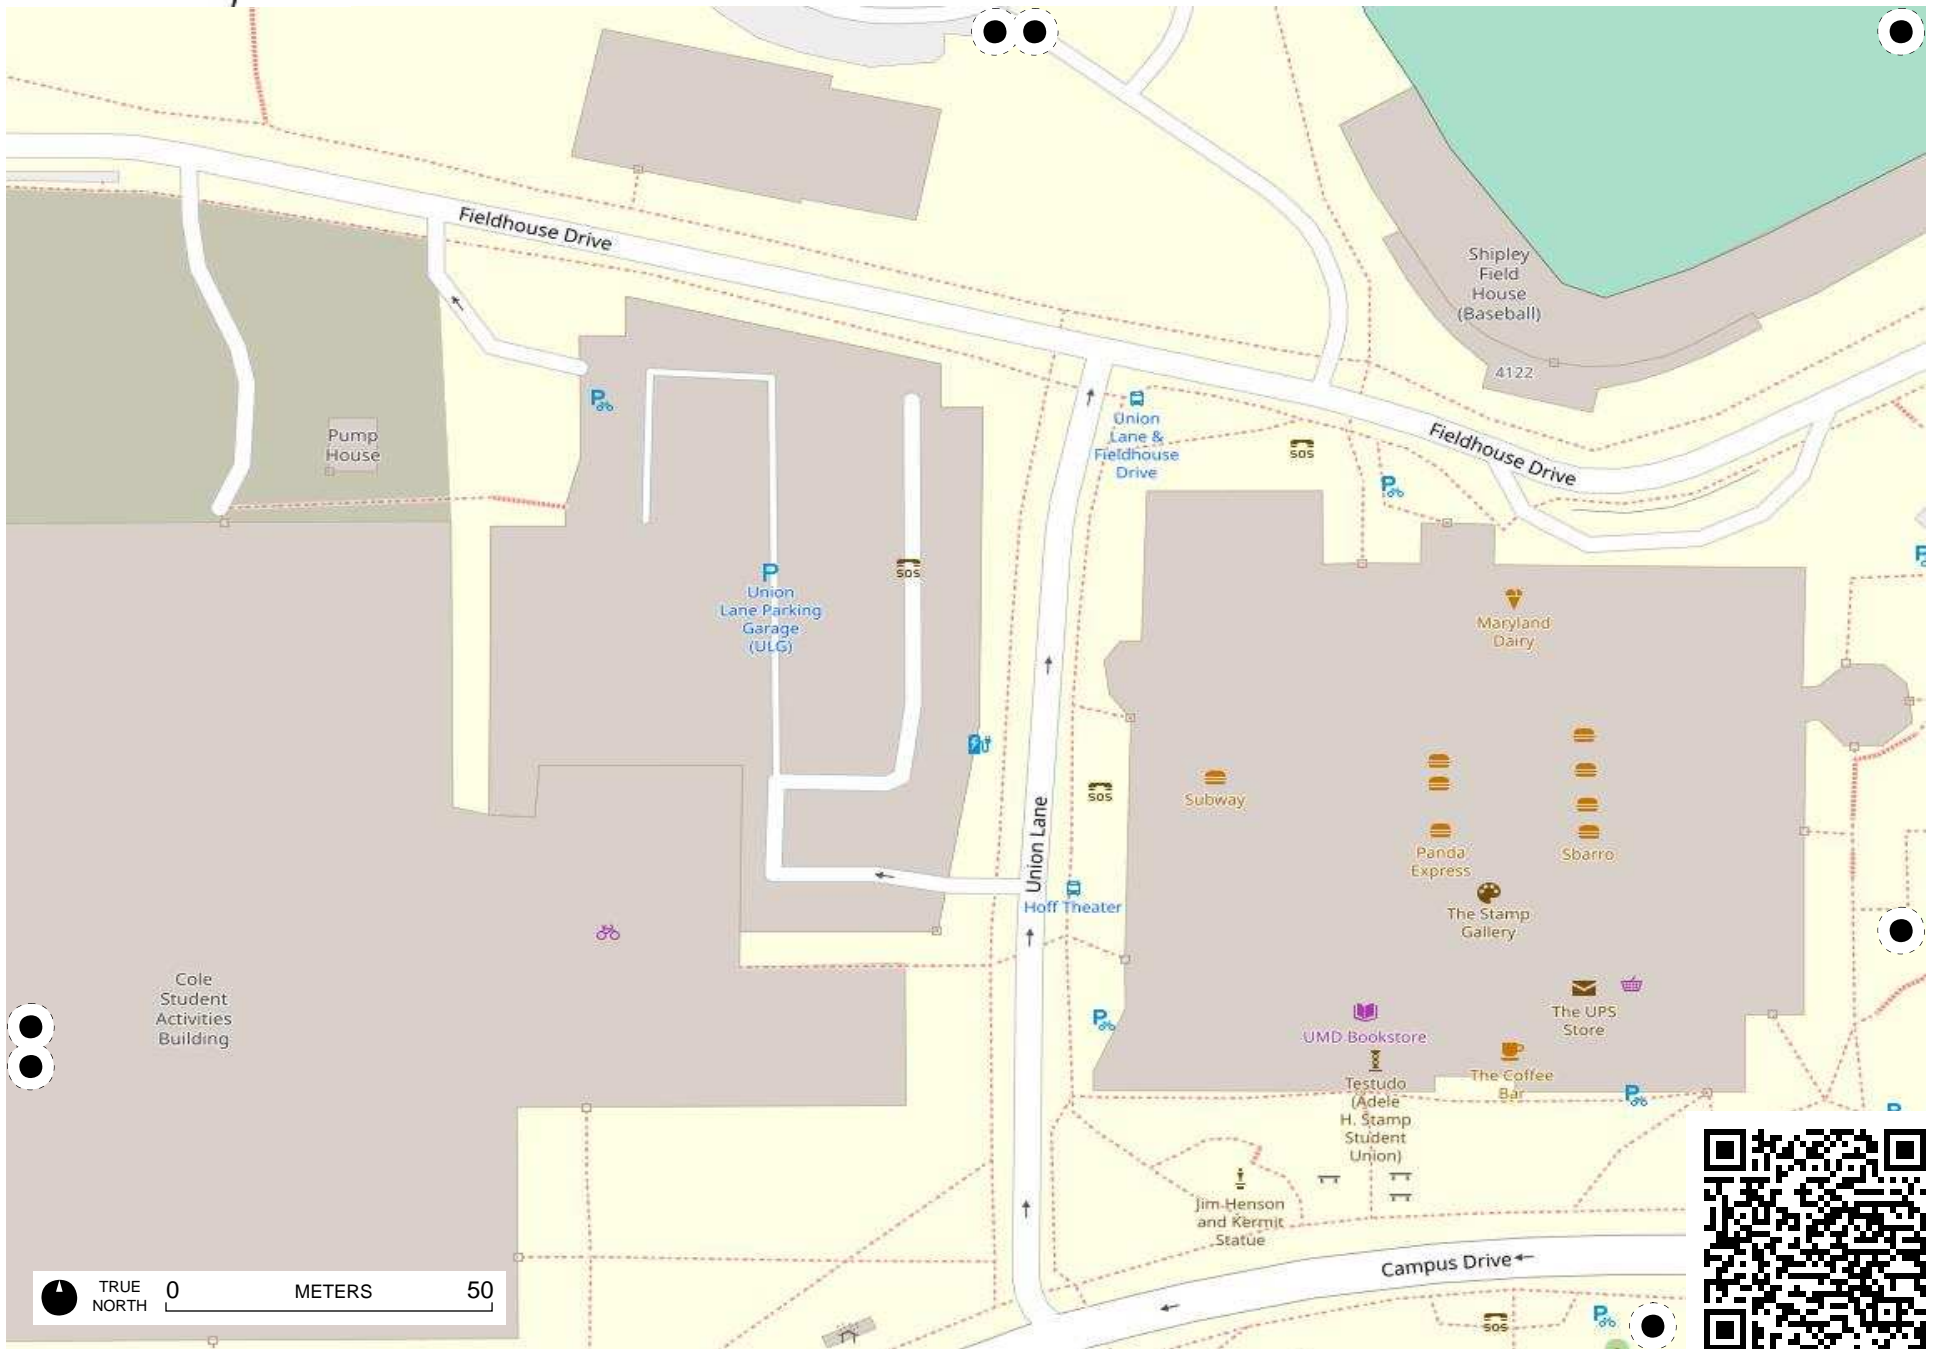 Fieldhouse Drive
Shipley
Field
House
(Baseball)
4122
P
Union
Lane &
Fieldhouse
Drive
SOS
Fieldhouse Drive
Pump
House
P
P
P
Union
Lane Parking
Garage
(ULG)
SOS
Maryland
Dairy
Subway
SOS
Union Lane
Panda
Express
Sbarro
Hoff Theater
The Stamp
Gallery
Cole
Student
Activities
Building
P
UMD Bookstore
The UPS
Store
Testudo
(Adele
H. Stamp
Student
Union)
The Coffee
Bar
P
P
Jim Henson
and Kermit
Statue
Campus Drive
TRUE
NORTH
0 METERS 50
SOS
P